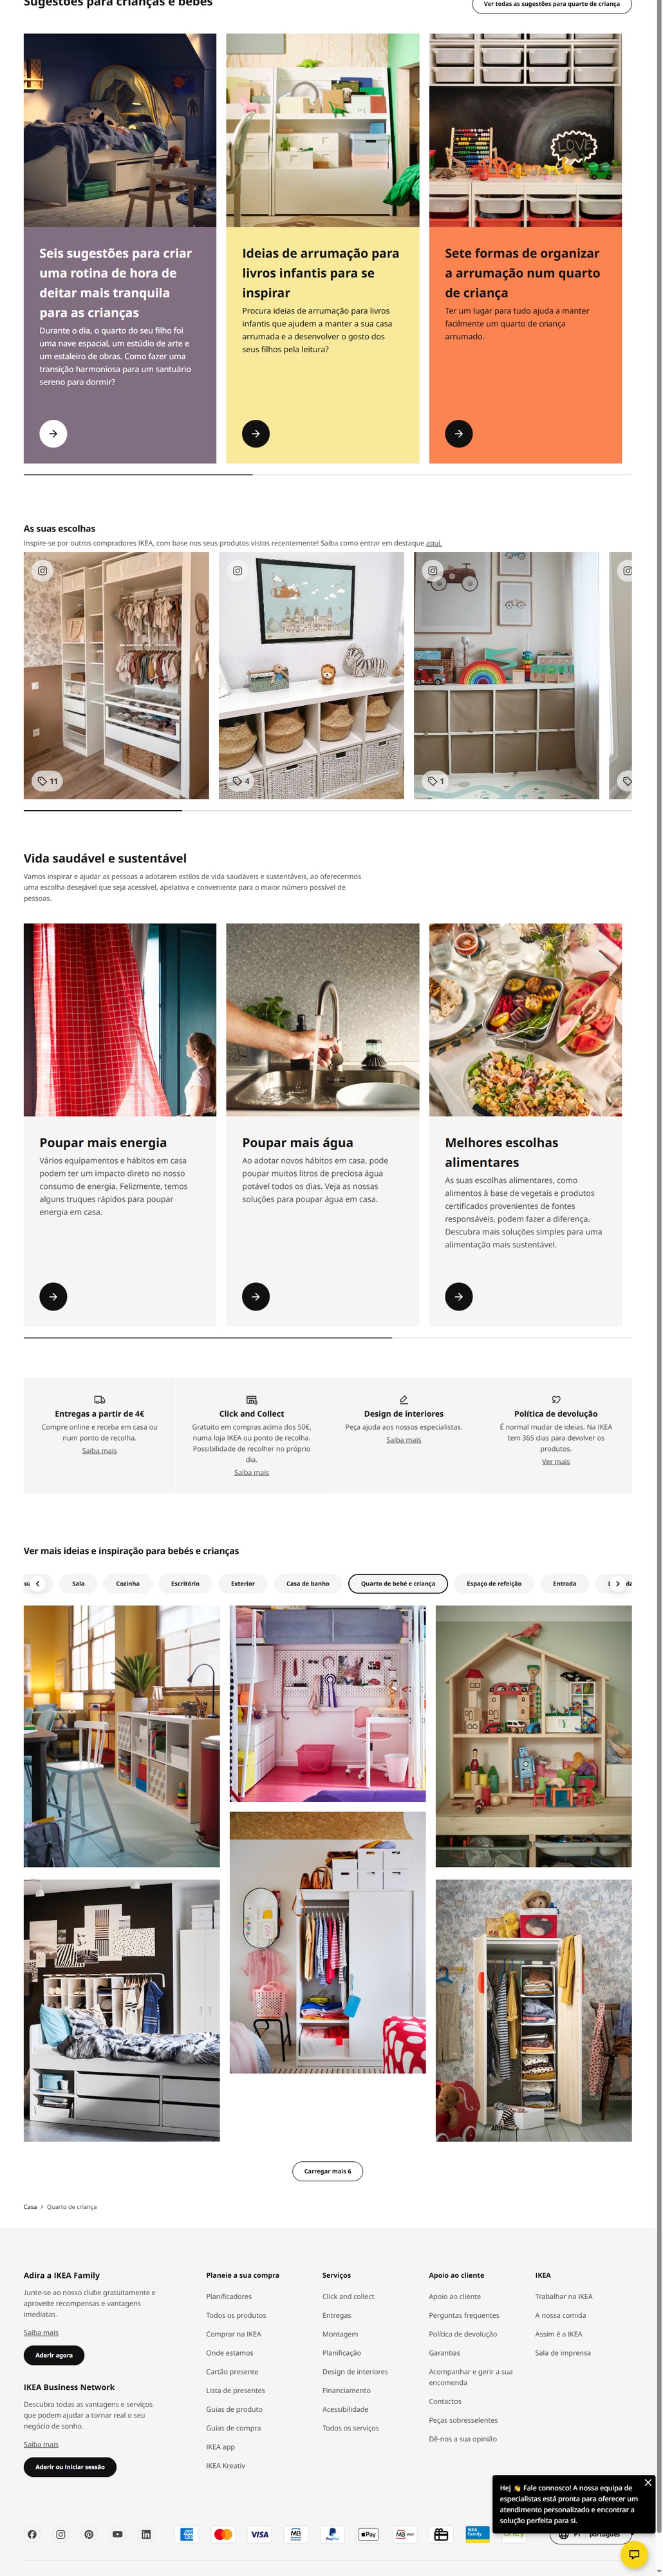 Sugestões para crianças e bebés
Ver todas as sugestões para quarto de criança
Seis sugestões para criar
uma rotina de hora de
deitar mais tranquila
para as crianças
Durante o dia, o quarto do seu filho foi
uma nave espacial, um estúdio de arte e
um estaleiro de obras. Como fazer uma
transição harmoniosa para um santuário
sereno para dormir?
Ideias de arrumação para
livros infantis para se
inspirar
Procura ideias de arrumação para livros
infantis que ajudem a manter a sua casa
arrumada e a desenvolver o gosto dos
seus filhos pela leitura?
LOVE
Sete formas de organizar
a arrumação num quarto
de criança
Ter um lugar para tudo ajuda a manter
facilmente um quarto de criança
arrumado.
As suas escolhas
Inspire-se por outros compradores IKEA, com base nos seus produtos vistos recentemente! Saiba como entrar em destaque aqui.
11
4
1
Vida saudável e sustentável
Vamos inspirar e ajudar as pessoas a adotarem estilos de vida saudáveis e sustentáveis, ao oferecermos
uma escolha desejável que seja acessível, apelativa e conveniente para o maior número possível de
pessoas.
Poupar mais energia
Vários equipamentos e hábitos em casa
podem ter um impacto direto no nosso
consumo de energia. Felizmente, temos
alguns truques rápidos para poupar
energia em casa.
Poupar mais água
Ao adotar novos hábitos em casa, pode
poupar muitos litros de preciosa água
potável todos os dias. Veja as nossas
soluções para poupar água em casa.
Melhores escolhas
alimentares
As suas escolhas alimentares, como
alimentos à base de vegetais e produtos
certificados provenientes de fontes
responsáveis, podem fazer a diferença.
Descubra mais soluções simples para uma
alimentação mais sustentável.
Entregas a partir de 4€
Compre online e receba em casa ou
num ponto de recolha.
Saiba mais
Click and Collect
Gratuito em compras acima dos 50€,
numa loja IKEA ou ponto de recolha.
Possibilidade de recolher no próprio
dia.
Saiba mais
Design de interiores
Peça ajuda aos nossos especialistas.
Saiba mais
Política de devolução
É normal mudar de ideias. Na IKEA
tem 365 dias para devolver os
produtos.
Ver mais
Ver mais ideias e inspiração para bebés e crianças
Sala
Cozinha
Escritório
Exterior
Casa de banho
Quarto de bebé e criança
Espaço de refeição
Entrada
Carregar mais 6
Casa › Quarto de criança
Adira a IKEA Family
Junte-se ao nosso clube gratuitamente e
aproveite recompensas e vantagens
imediatas.
Saiba mais
Aderir agora
IKEA Business Network
Descubra todas as vantagens e serviços
que podem ajudar a tornar real o seu
negócio de sonho.
Saiba mais
Aderir ou Iniciar sessão
Planeie a sua compra
Planificadores
Todos os produtos
Comprar na IKEA
Onde estamos
Cartão presente
Lista de presentes
Guias de produto
Guias de compra
IKEA app
IKEA Kreativ
Serviços
Click and collect
Entregas
Montagem
Planificação
Design de interiores
Financiamento
Acessibilidade
Todos os serviços
Apoio ao cliente
Apoio ao cliente
Perguntas frequentes
Política de devolução
Garantias
Acompanhar e gerir a sua
encomenda
Contactos
Peças sobresselentes
Dê-nos a sua opinião
IKEA
Trabalhar na IKEA
A nossa comida
Assim é a IKEA
Sala de imprensa
Hej 👋 Fale connosco! A nossa equipa de
especialistas está pronta para oferecer um
atendimento personalizado e encontrar a
solução perfeita para si.
VISA
MB
PayPal
Pay
MB WAY
IKEA Family
PT português